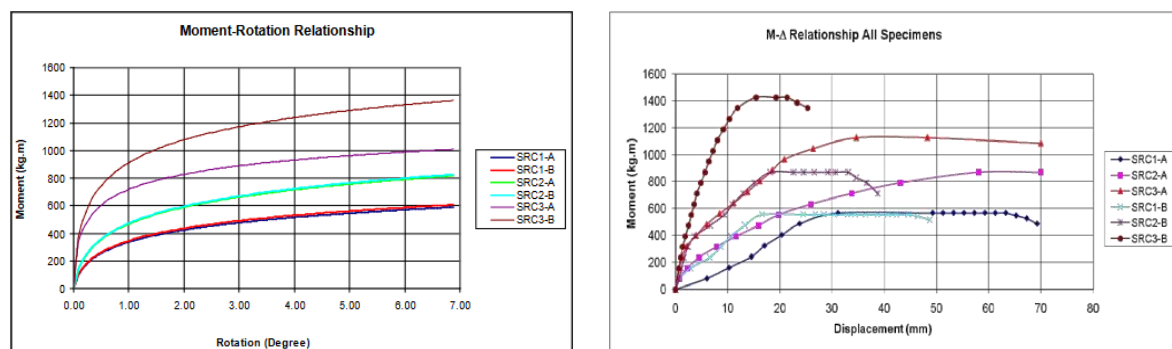 Moment-Rotation Relationship
Moment (kg.m)
1600
1400
1200
1000
800
600
400
200
0
0.00 1.00 2.00 3.00 4.00 5.00 6.00 7.00
Rotation (Degree)
SRC1-A
SRC1-B
SRC2-A
SRC2-B
SRC3-A
SRC3-B
M-Δ Relationship All Specimens
Moment (kg.m)
1600
1400
1200
1000
800
600
400
200
0
0 10 20 30 40 50 60 70 80
Displacement (mm)
SRC1-A
SRC2-A
SRC3-A
SRC1-B
SRC2-B
SRC3-B